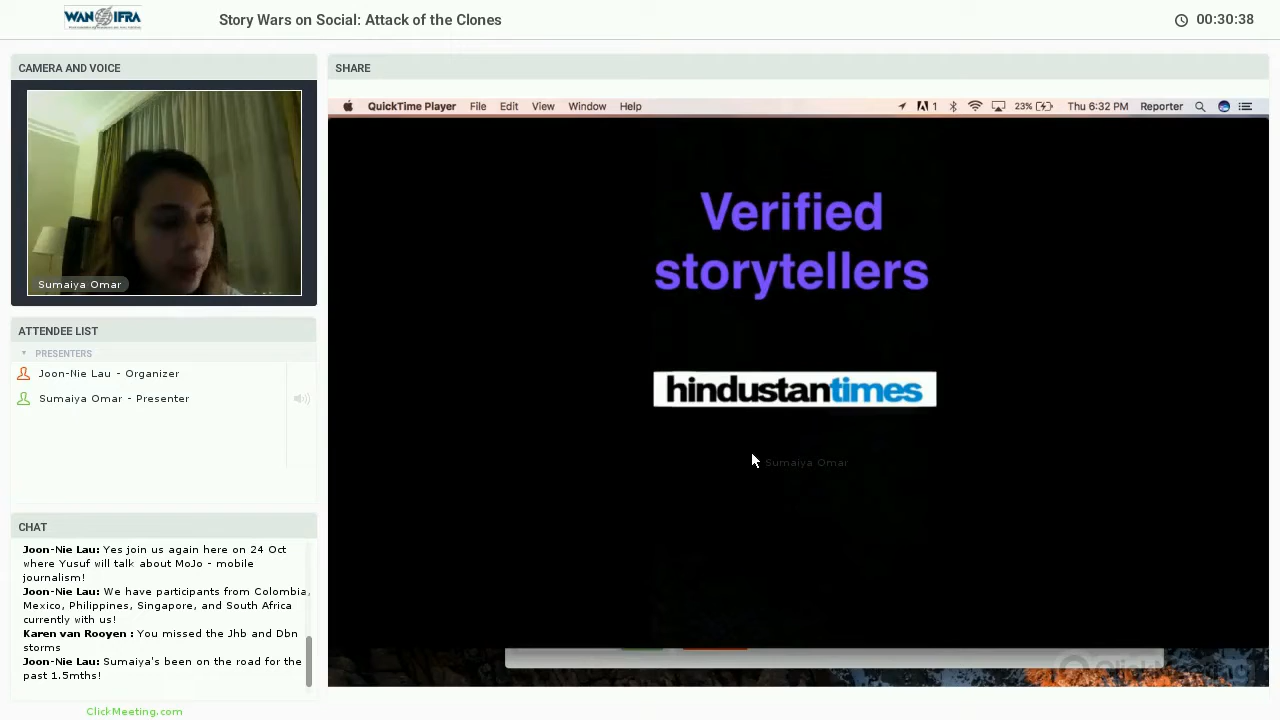 WAN IFRA
Story Wars on Social: Attack of the Clones
00:30:38
CAMERA AND VOICE
Sumaiya Omar
ATTENDEE LIST
PRESENTERS
Joon-Nie Lau - Organizer
Sumaiya Omar - Presenter
CHAT
Joon-Nie Lau: Yes join us again here on 24 Oct
where Yusuf will talk about MoJo - mobile
journalism!
Joon-Nie Lau: We have participants from Colombia,
Mexico, Philippines, Singapore, and South Africa
currently with us!
Karen van Rooyen : You missed the Jhb and Dbn
storms
Joon-Nie Lau: Sumaiya's been on the road for the
past 1.5mths!
ClickMeeting.com
SHARE
QuickTime Player File Edit View Window Help 1 23% Thu 6:32 PM Reporter
Verified
storytellers
hindustantimes
Sumaiya Omar
ClickMeeting